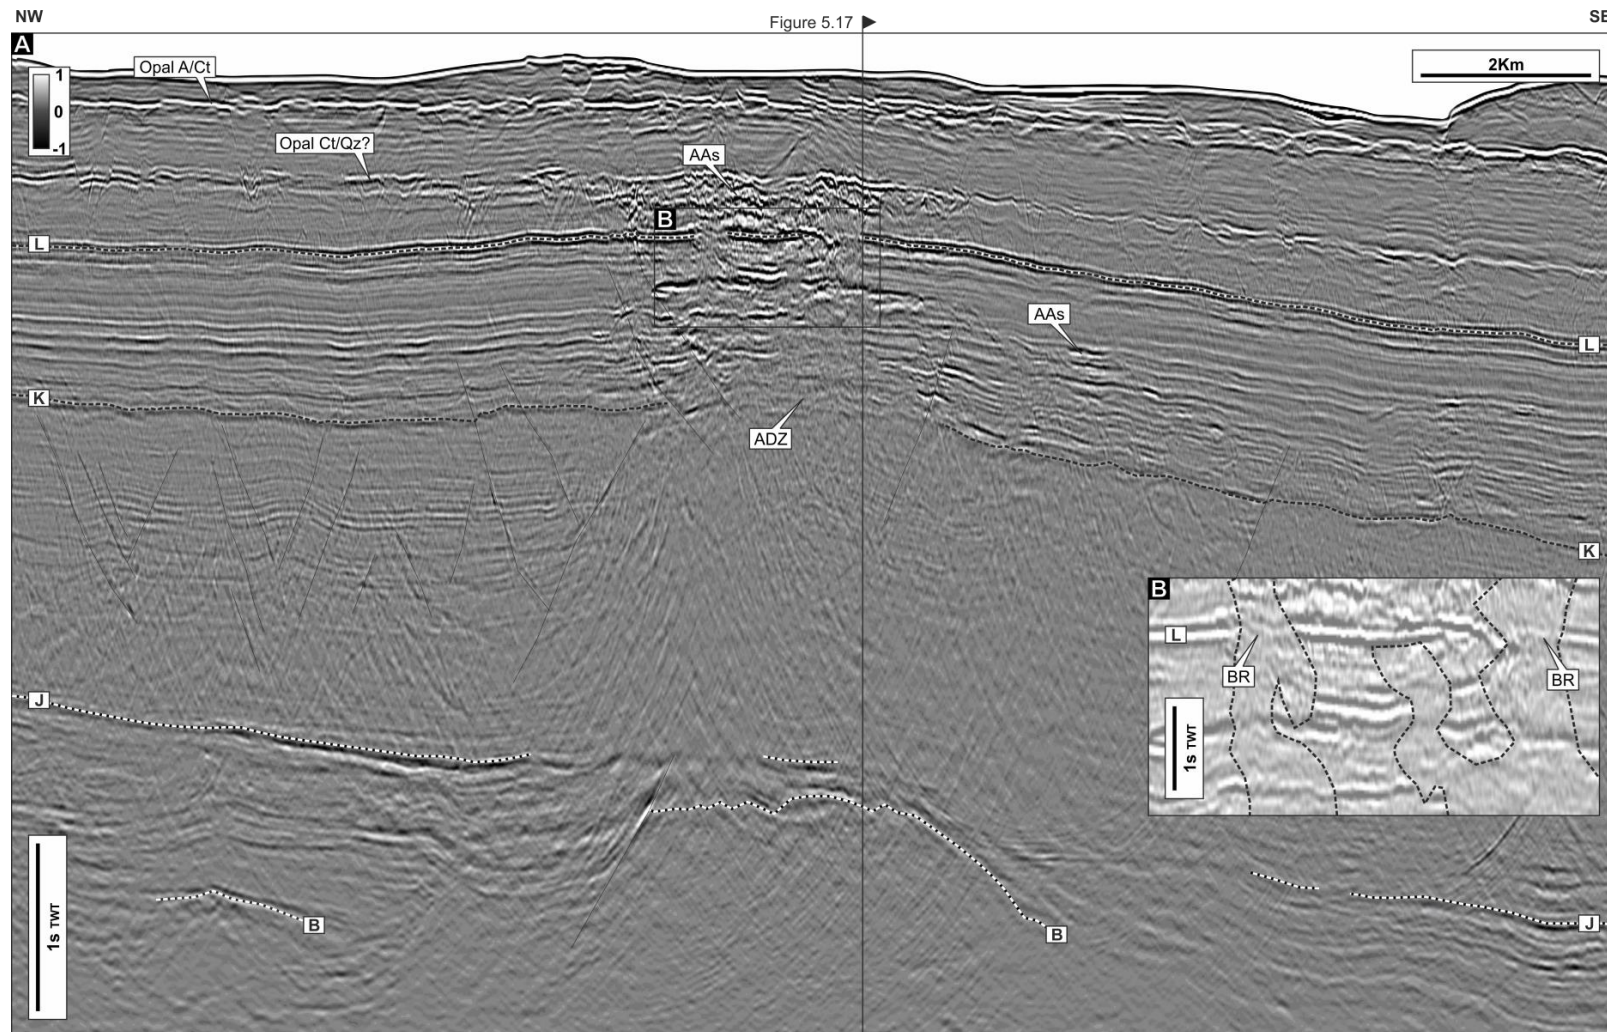 NW
Figure 5.17
SE
A
Opal A/Ct
1
0
-1
2Km
Opal Ct/Qz?
AAs
B
L
AAs
L
K
ADZ
K
B
L
BR
BR
1s TWT
J
1s TWT
B
B
J